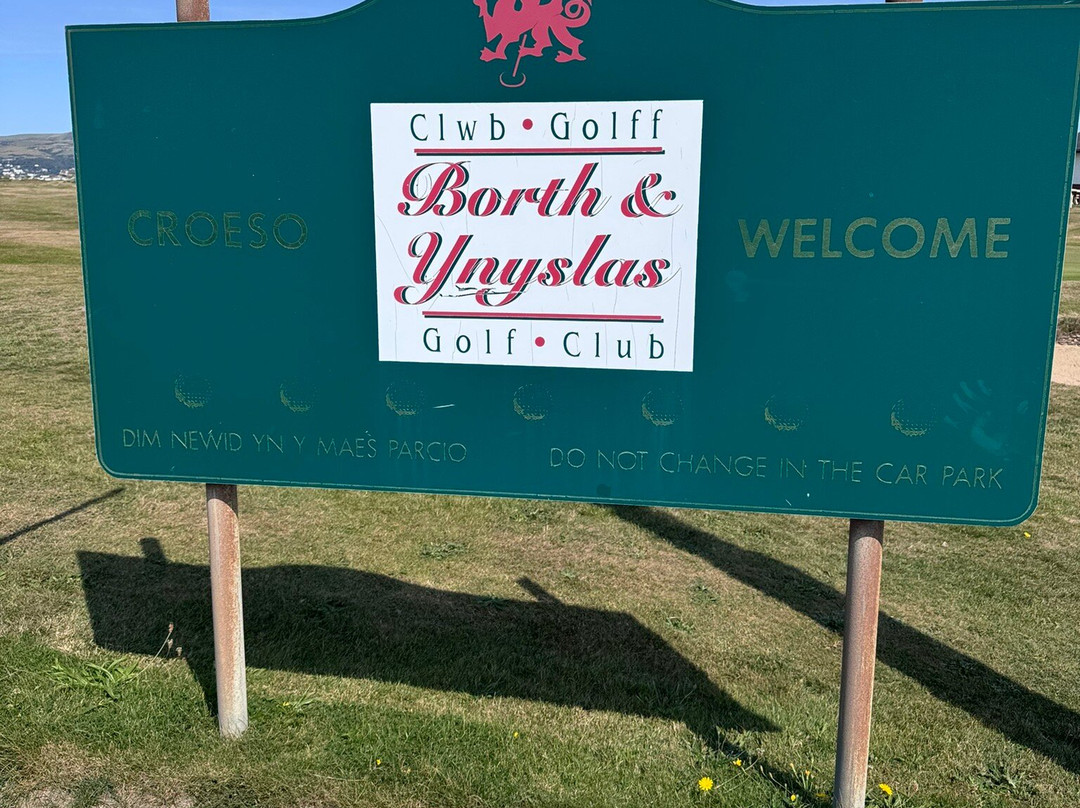 Clwb • Golff
Borth &
Ynyslas
Golf • Club
CROESO
WELCOME
DIM NEWID YN Y MAES PARCIO
DO NOT CHANGE IN THE CAR PARK